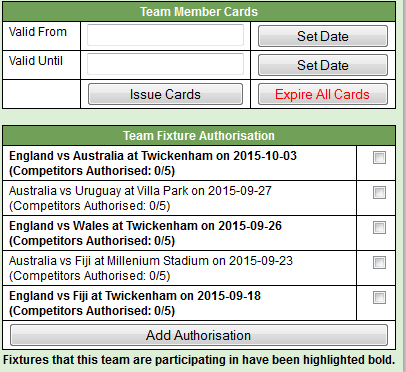 Team Member Cards
Valid From
Set Date
Valid Until
Set Date
Issue Cards
Expire All Cards
Team Fixture Authorisation
England vs Australia at Twickenham on 2015-10-03
(Competitors Authorised: 0/5)
Australia vs Uruguay at Villa Park on 2015-09-27
(Competitors Authorised: 0/5)
England vs Wales at Twickenham on 2015-09-26
(Competitors Authorised: 0/5)
Australia vs Fiji at Millenium Stadium on 2015-09-23
(Competitors Authorised: 0/5)
England vs Fiji at Twickenham on 2015-09-18
(Competitors Authorised: 0/5)
Add Authorisation
Fixtures that this team are participating in have been highlighted bold.